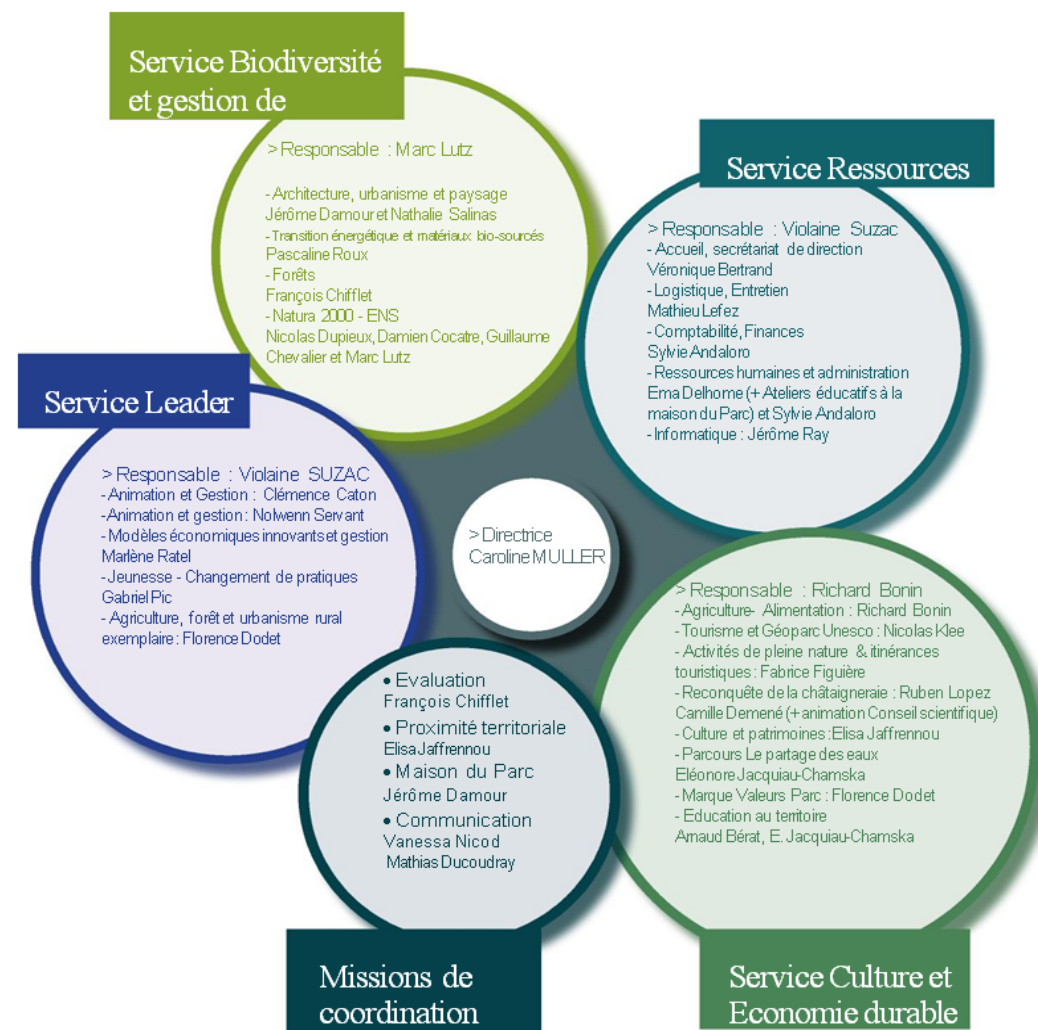 Service Biodiversité
et gestion de
> Responsable : Marc Lutz
- Architecture, urbanisme et paysage
Jérôme Damour et Nathalie Salinas
- Transition énergétique et matériaux bio-sourcés
Pascaline Roux
- Forêts
François Chifflet
- Natura 2000 - ENS
Nicolas Dupieux, Damien Cocatre, Guillaume
Chevalier et Marc Lutz
Service Ressources
> Responsable : Violaine Suzac
- Accueil, secrétariat de direction
Véronique Bertrand
- Logistique, Entretien
Mathieu Lefez
- Comptabilité, Finances
Sylvie Andaloro
- Ressources humaines et administration
Ema Delhome (+ Ateliers éducatifs à la
maison du Parc) et Sylvie Andaloro
- Informatique : Jérôme Ray
Service Leader
> Responsable : Violaine SUZAC
- Animation et Gestion : Clémence Caton
- Animation et gestion : Nolwenn Servant
- Modèles économiques innovants et gestion
Marlène Ratel
- Jeunesse - Changement de pratiques
Gabriel Pic
- Agriculture, forêt et urbanisme rural
exemplaire : Florence Dodet
> Directrice
Caroline MULLER
> Responsable : Richard Bonin
- Agriculture- Alimentation : Richard Bonin
- Tourisme et Géoparc Unesco : Nicolas Klee
- Activités de pleine nature & itinérances
touristiques : Fabrice Figuière
- Reconquête de la châtaigneraie : Ruben Lopez
Camille Demené (+ animation Conseil scientifique)
- Culture et patrimoines : Elisa Jaffrennou
- Parcours Le partage des eaux
Eléonore Jacquiau-Chamska
- Marque Valeurs Parc : Florence Dodet
- Education au territoire
Arnaud Bérat, E. Jacquiau-Chamska
Service Culture et
Economie durable
• Evaluation
François Chifflet
• Proximité territoriale
Elisa Jaffrennou
• Maison du Parc
Jérôme Damour
• Communication
Vanessa Nicod
Mathias Ducoudray
Missions de
coordination